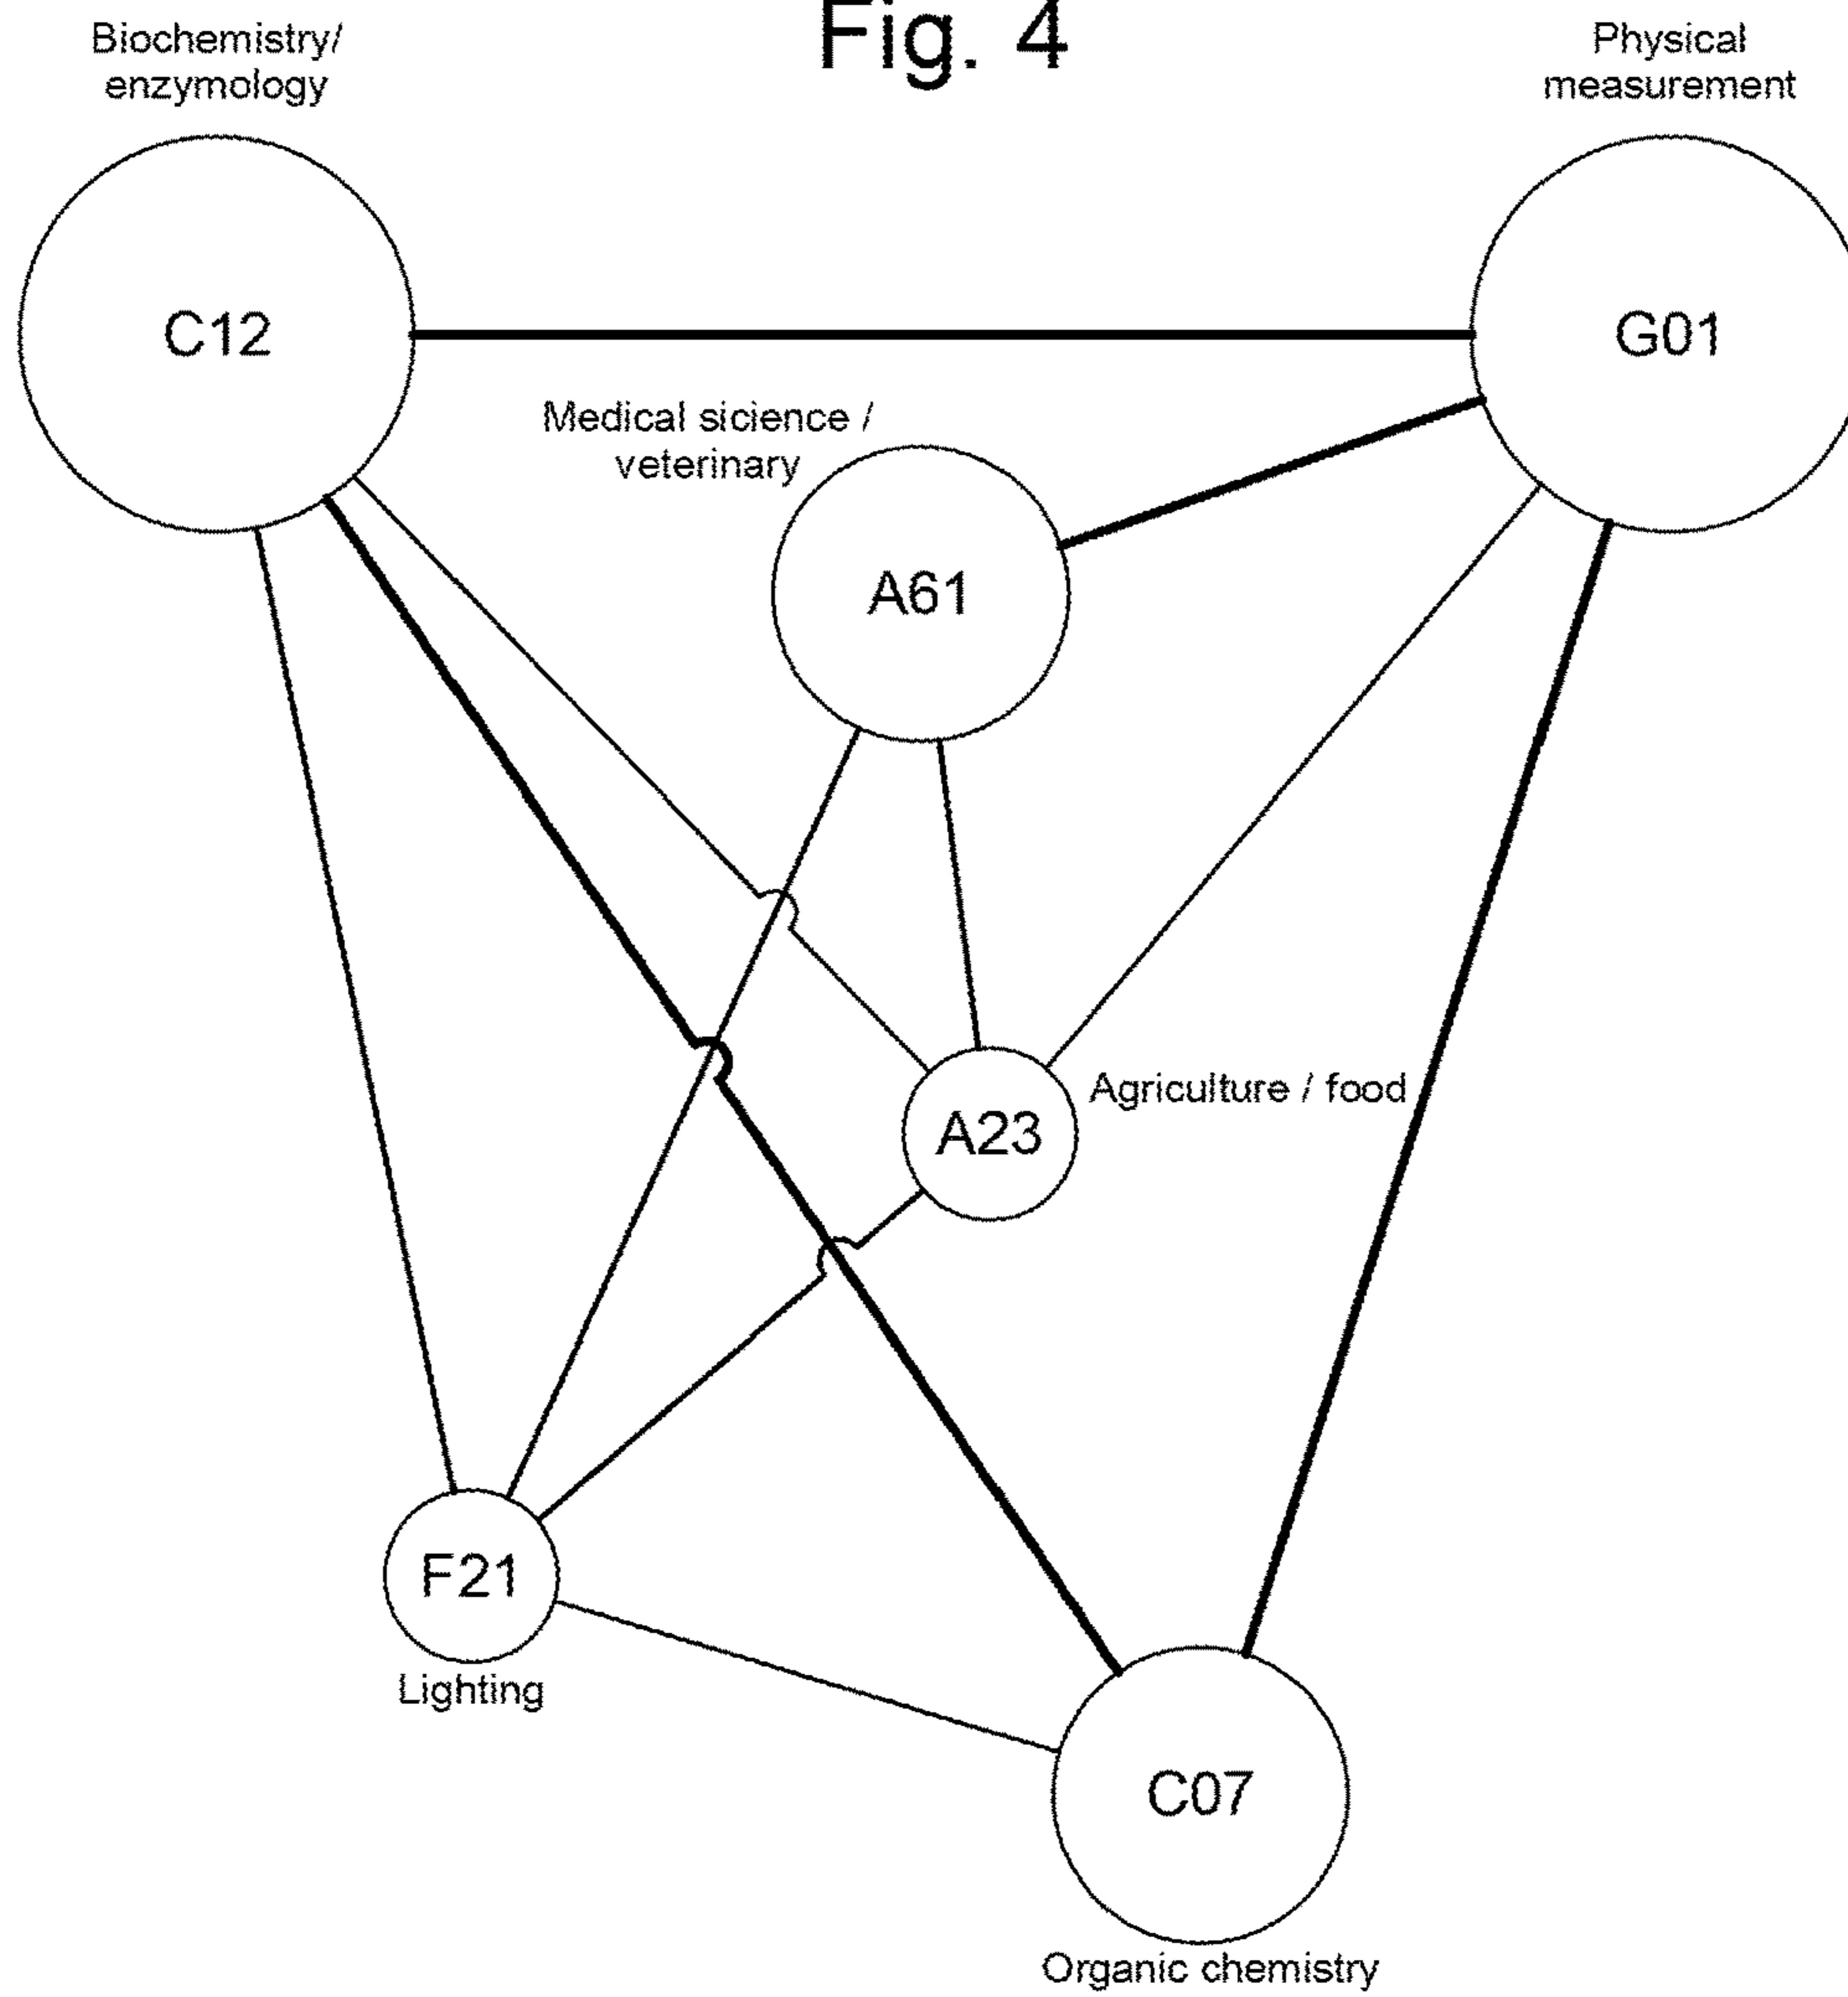 Fig. 4
Biochemistry/
enzymology
Physical
measurement
C12
G01
Medical sicience /
veterinary
A61
Agriculture / food
A23
F21
Lighting
C07
Organic chemistry